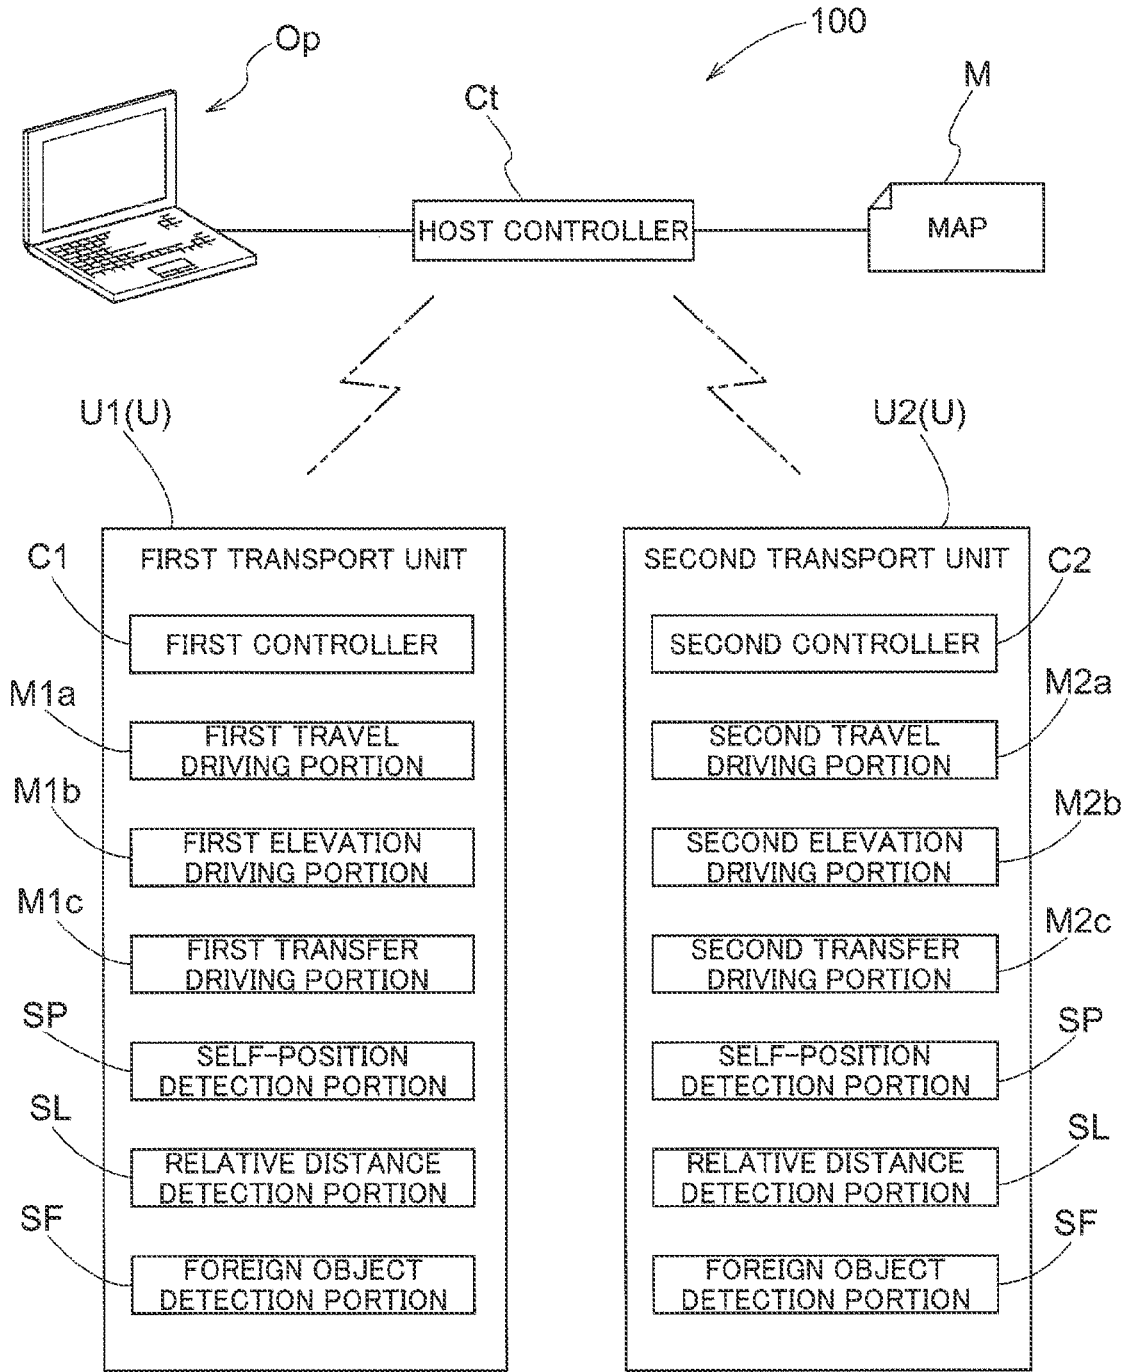 100
Op
Ct
M
HOST CONTROLLER
MAP
U1(U)
U2(U)
FIRST TRANSPORT UNIT
C1
FIRST CONTROLLER
M1a
FIRST TRAVEL
DRIVING PORTION
M1b
FIRST ELEVATION
DRIVING PORTION
M1c
FIRST TRANSFER
DRIVING PORTION
SP
SELF-POSITION
DETECTION PORTION
SL
RELATIVE DISTANCE
DETECTION PORTION
SF
FOREIGN OBJECT
DETECTION PORTION
SECOND TRANSPORT UNIT
C2
SECOND CONTROLLER
M2a
SECOND TRAVEL
DRIVING PORTION
M2b
SECOND ELEVATION
DRIVING PORTION
M2c
SECOND TRANSFER
DRIVING PORTION
SP
SELF-POSITION
DETECTION PORTION
SL
RELATIVE DISTANCE
DETECTION PORTION
SF
FOREIGN OBJECT
DETECTION PORTION